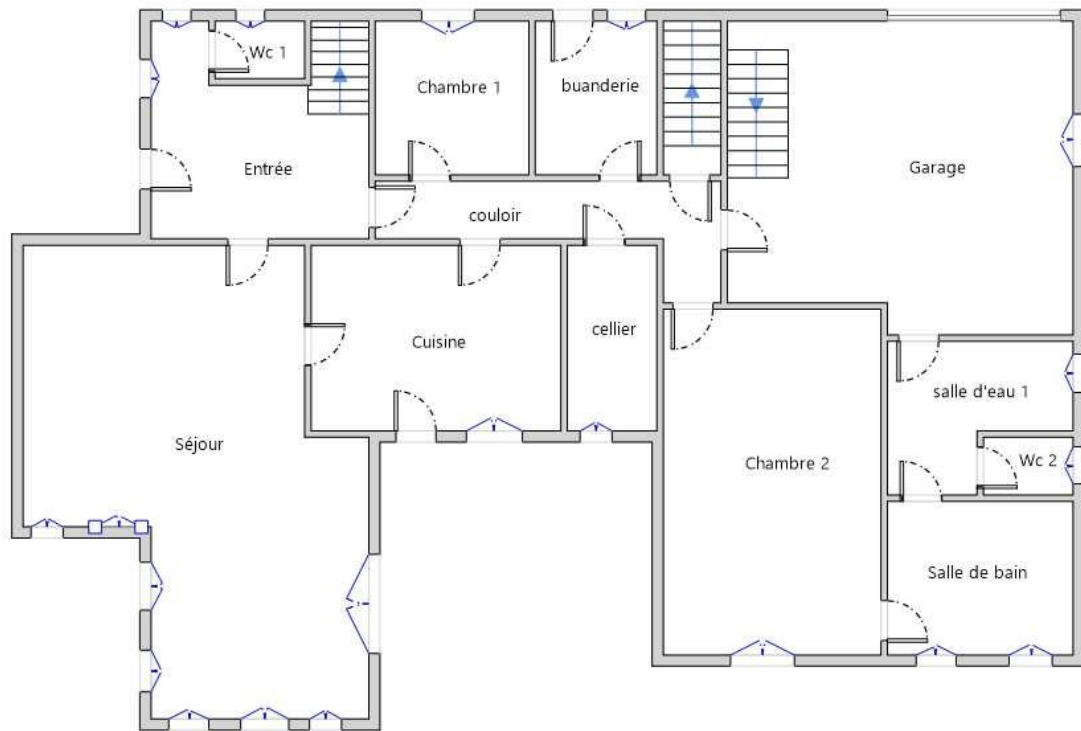 Wc 1
Chambre 1
buanderie
Entrée
Garage
couloir
Cuisine
cellier
salle d'eau 1
Séjour
Chambre 2
Wc 2
Salle de bain